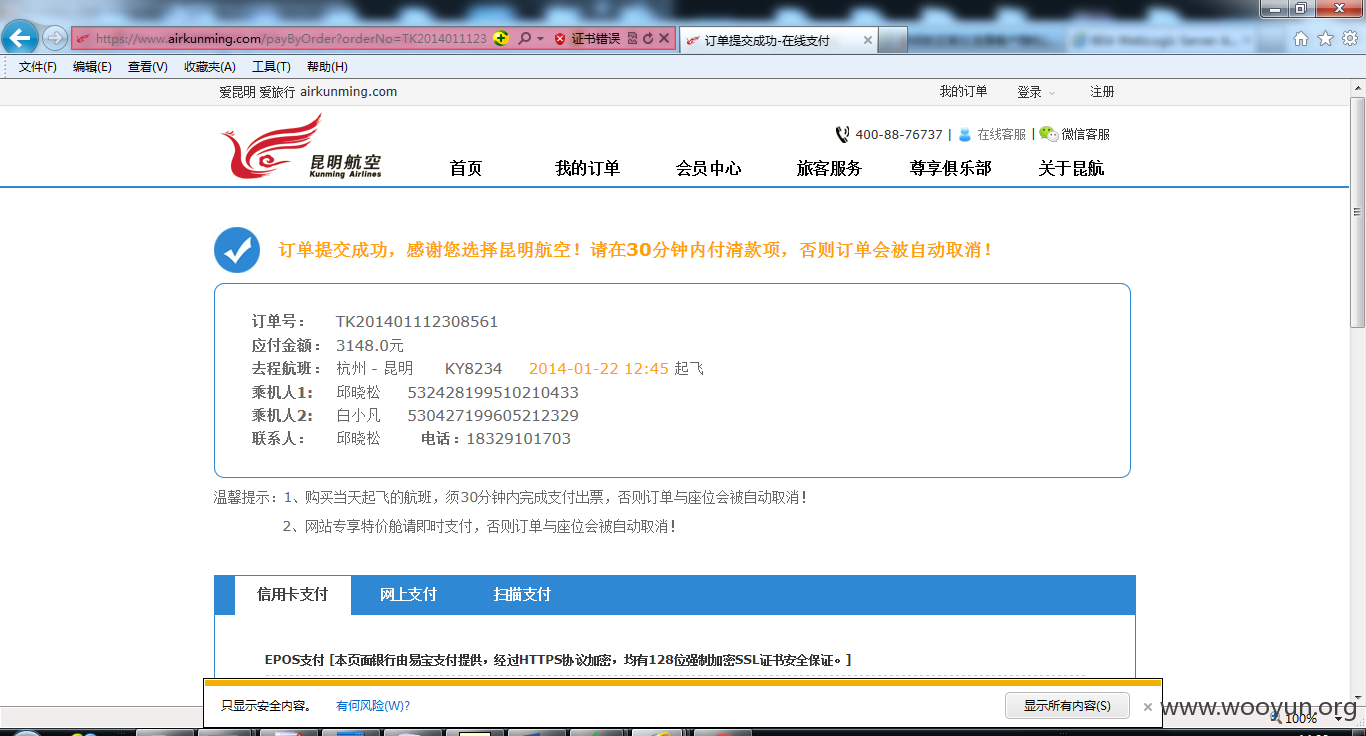 https://www.airkunming.com/payByOrder?orderNo=TK2014011123 证书错误 订单提交成功-在线支付
文件(F) 编辑(E) 查看(V) 收藏夹(A) 工具(T) 帮助(H)
爱昆明 爱旅行 airkunming.com 我的订单 登录 注册
400-88-76737 | 在线客服 | 微信客服
昆明航空
Kunming Airlines
首页 我的订单 会员中心 旅客服务 尊享俱乐部 关于昆航
订单提交成功，感谢您选择昆明航空！请在30分钟内付清款项，否则订单会被自动取消！
订单号： TK201401112308561
应付金额： 3148.0元
去程航班： 杭州 - 昆明 KY8234 2014-01-22 12:45 起飞
乘机人1: 邱晓松 532428199510210433
乘机人2: 白小凡 530427199605212329
联系人： 邱晓松 电话：18329101703
温馨提示：1、购买当天起飞的航班，须30分钟内完成支付出票，否则订单与座位会被自动取消！
2、网站专享特价舱请即时支付，否则订单与座位会被自动取消！
信用卡支付 网上支付 扫描支付
EPOS支付 [本页面银行由易宝支付提供，经过HTTPS协议加密，均有128位强制加密SSL证书安全保证。]
只显示安全内容。 有何风险(W)? 显示所有内容(S)
www.wooyun.org
100%